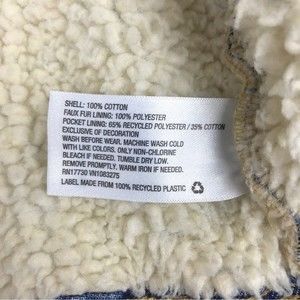 SHELL: 100% COTTON
FAUX FUR LINING: 100% POLYESTER
POCKET LINING: 65% RECYCLED POLYESTER / 35% COTTON
EXCLUSIVE OF DECORATION
WASH BEFORE WEAR. MACHINE WASH COLD
WITH LIKE COLORS. ONLY NON-CHLORINE
BLEACH IF NEEDED. TUMBLE DRY LOW.
REMOVE PROMPTLY. WARM IRON IF NEEDED.
RN17730 VN1083275
LABEL MADE FROM 100% RECYCLED PLASTIC